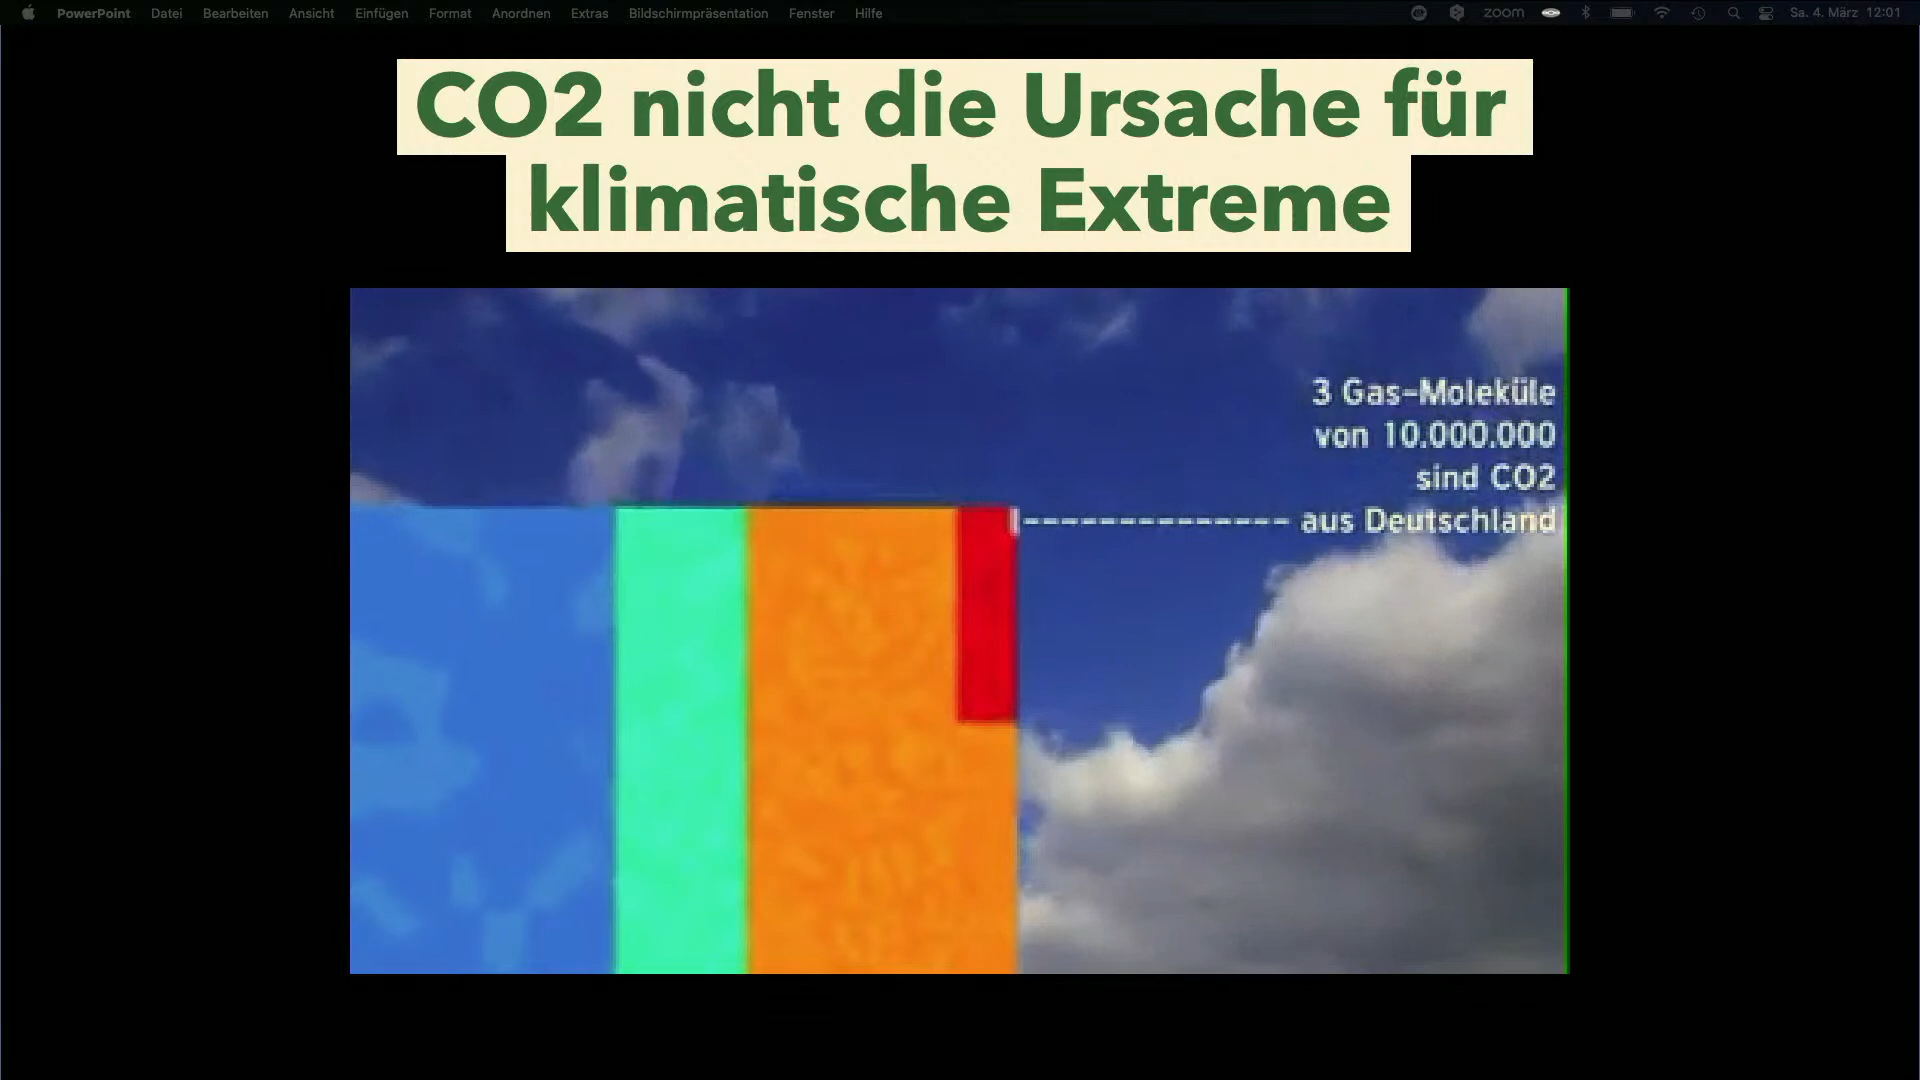 PowerPoint Datei Bearbeiten Ansicht Einfügen Format Anordnen Extras Bildschirmpräsentation Fenster Hilfe zoom Sa. 4. März 12:01
CO2 nicht die Ursache für
klimatische Extreme
3 Gas-Moleküle
von 10.000.000
sind CO2
aus Deutschland